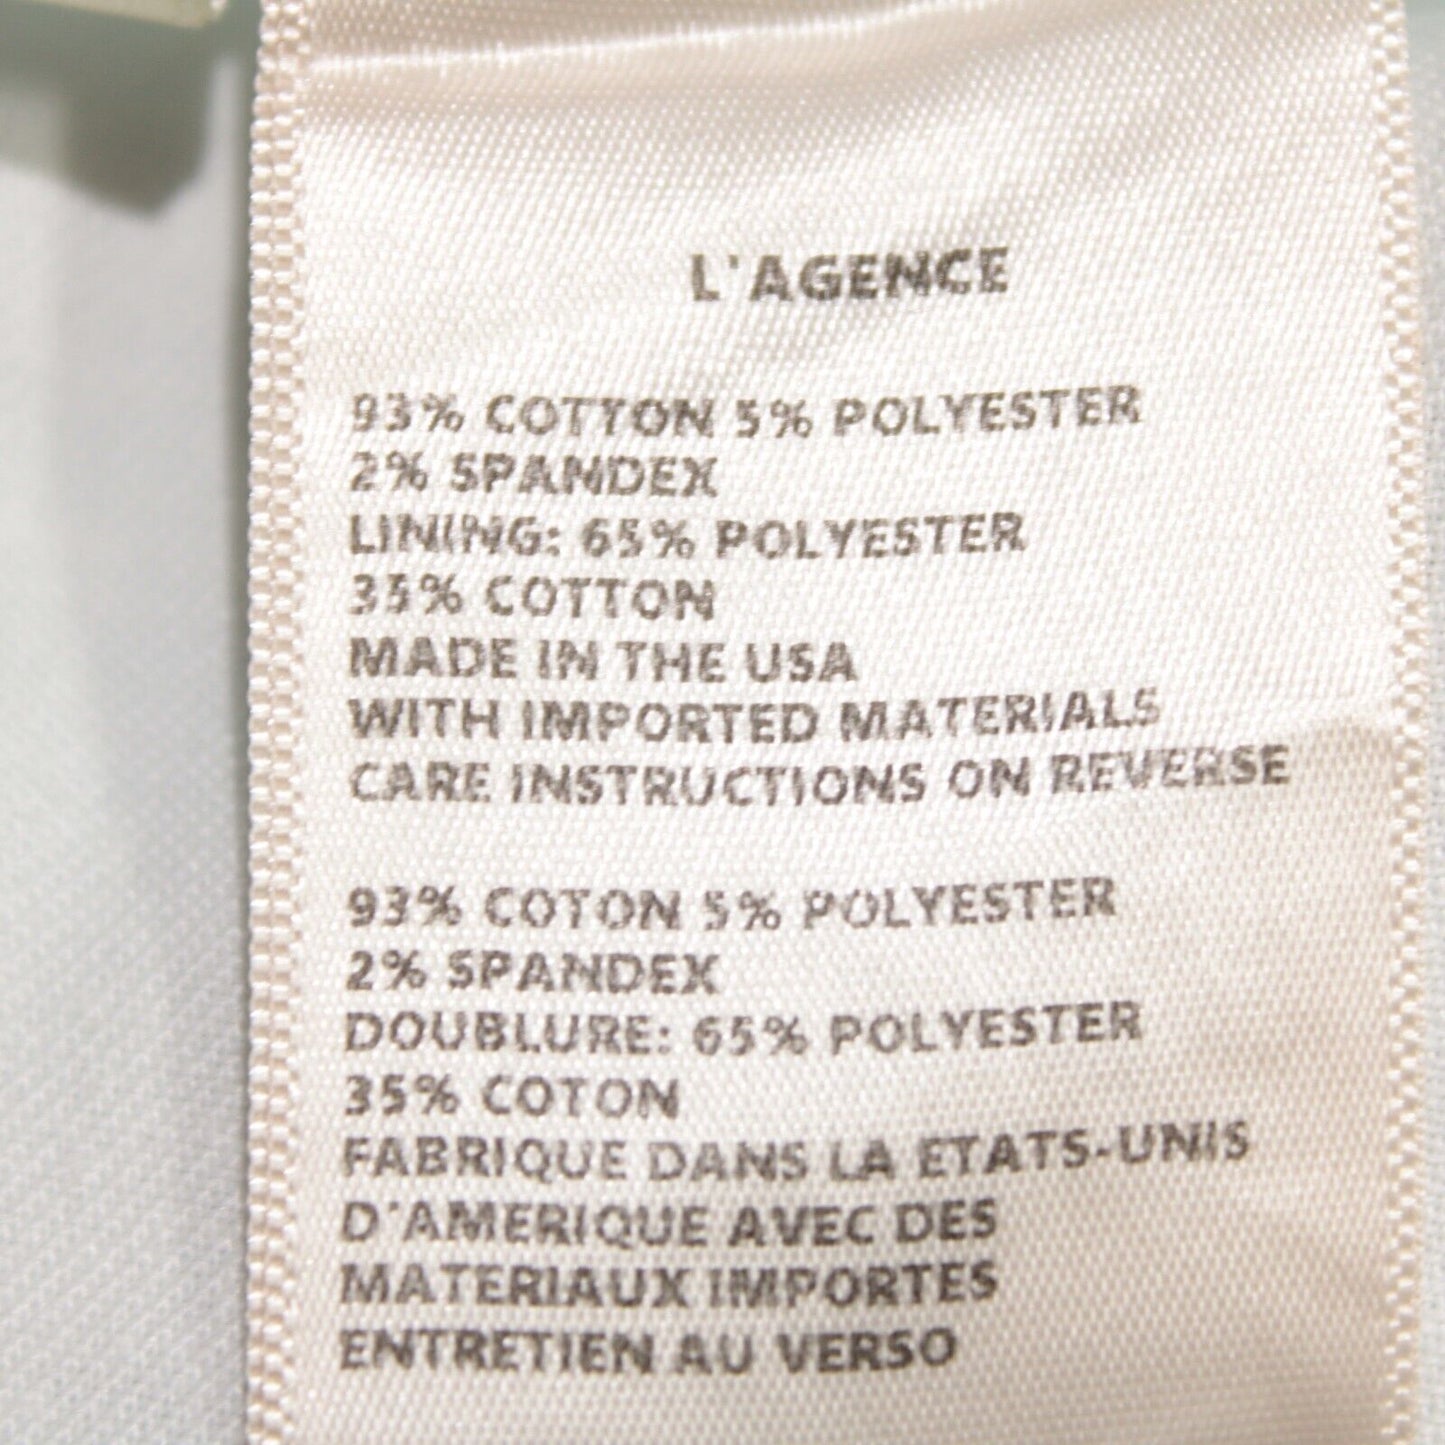 L'AGENCE
93% COTTON 5% POLYESTER
2% SPANDEX
LINING: 65% POLYESTER
35% COTTON
MADE IN THE USA
WITH IMPORTED MATERIALS
CARE INSTRUCTIONS ON REVERSE
93% COTON 5% POLYESTER
2% SPANDEX
DOUBLURE: 65% POLYESTER
35% COTON
FABRIQUE DANS LA ETATS-UNIS
D'AMERIQUE AVEC DES
MATERIAUX IMPORTES
ENTRETIEN AU VERSO